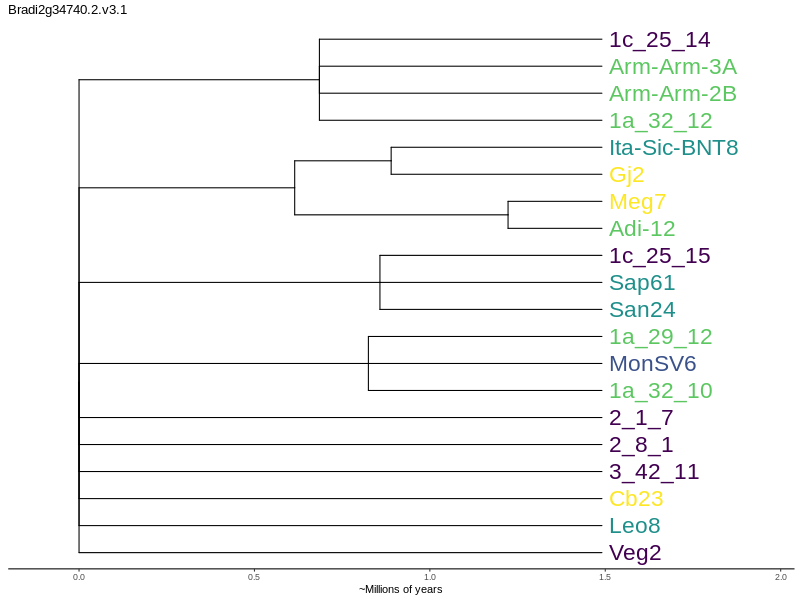 Bradi2g34740.2.v3.1
1c_25_14
Arm-Arm-3A
Arm-Arm-2B
1a_32_12
Ita-Sic-BNT8
Gj2
Meg7
Adi-12
1c_25_15
Sap61
San24
1a_29_12
MonSV6
1a_32_10
2_1_7
2_8_1
3_42_11
Cb23
Leo8
Veg2
0.0 0.5 1.0 1.5 2.0
~Millions of years